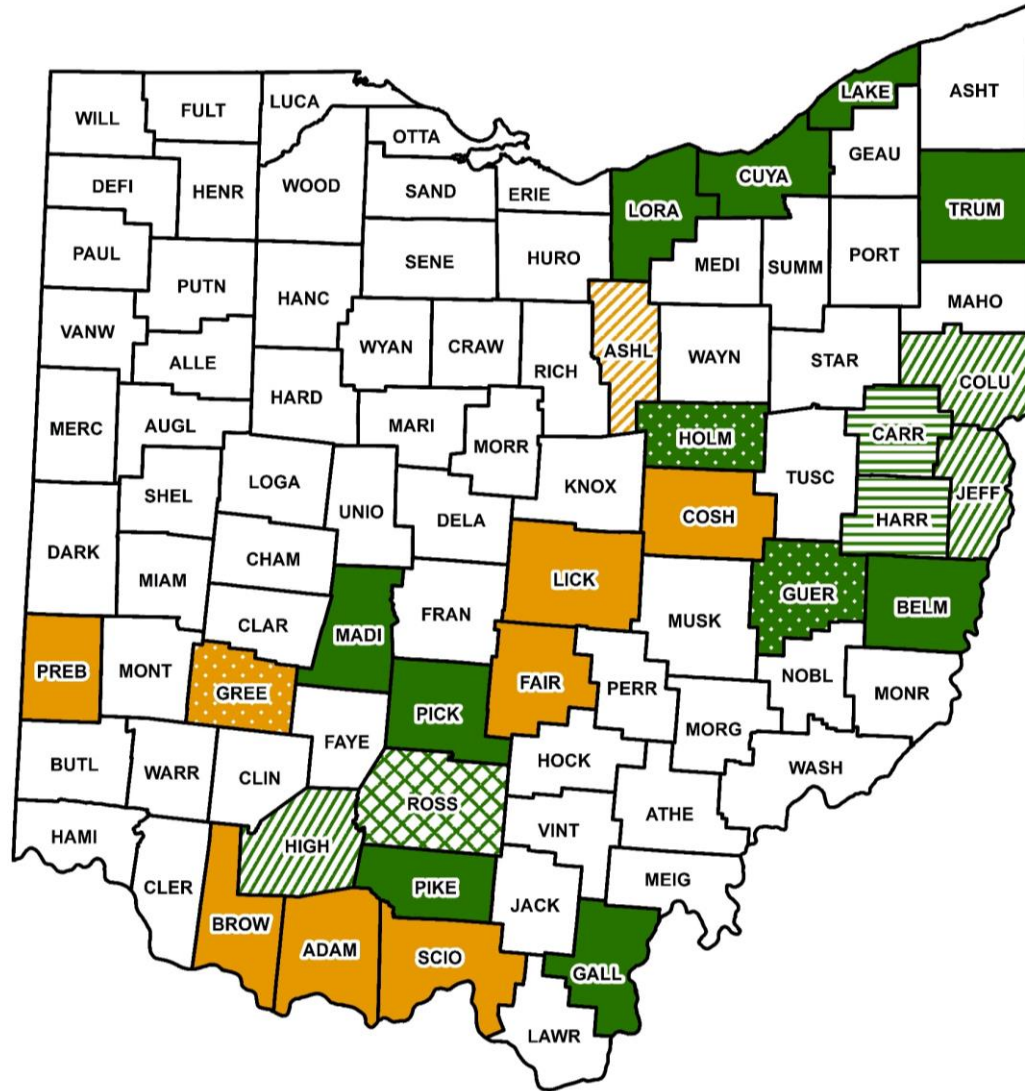 LAKE
ASHT
LUCA
FULT
WILL
OTTA
GEAU
CUYA
WOOD
SAND
ERIE
DEFI
HENR
LORA
TRUM
PAUL
SENE
HURO
MEDI
SUMM
PORT
PUTN
HANC
MAHO
VANW
WYAN
CRAW
ASHL
WAYN
STAR
ALLE
RICH
COLU
HARD
MERC
AUGL
MARI
MORR
HOLM
CARR
LOGA
KNOX
TUSC
JEFF
SHEL
UNIO
DELA
COSH
HARR
DARK
CHAM
MIAM
LICK
GUER
BELM
CLAR
MADI
FRAN
MUSK
PREB
MONT
GREE
FAIR
PERR
NOBL
MONR
PICK
FAYE
MORG
BUTL
WARR
CLIN
HOCK
WASH
ROSS
HAMI
HIGH
VINT
ATHE
CLER
PIKE
MEIG
BROW
ADAM
SCIO
JACK
GALL
LAWR